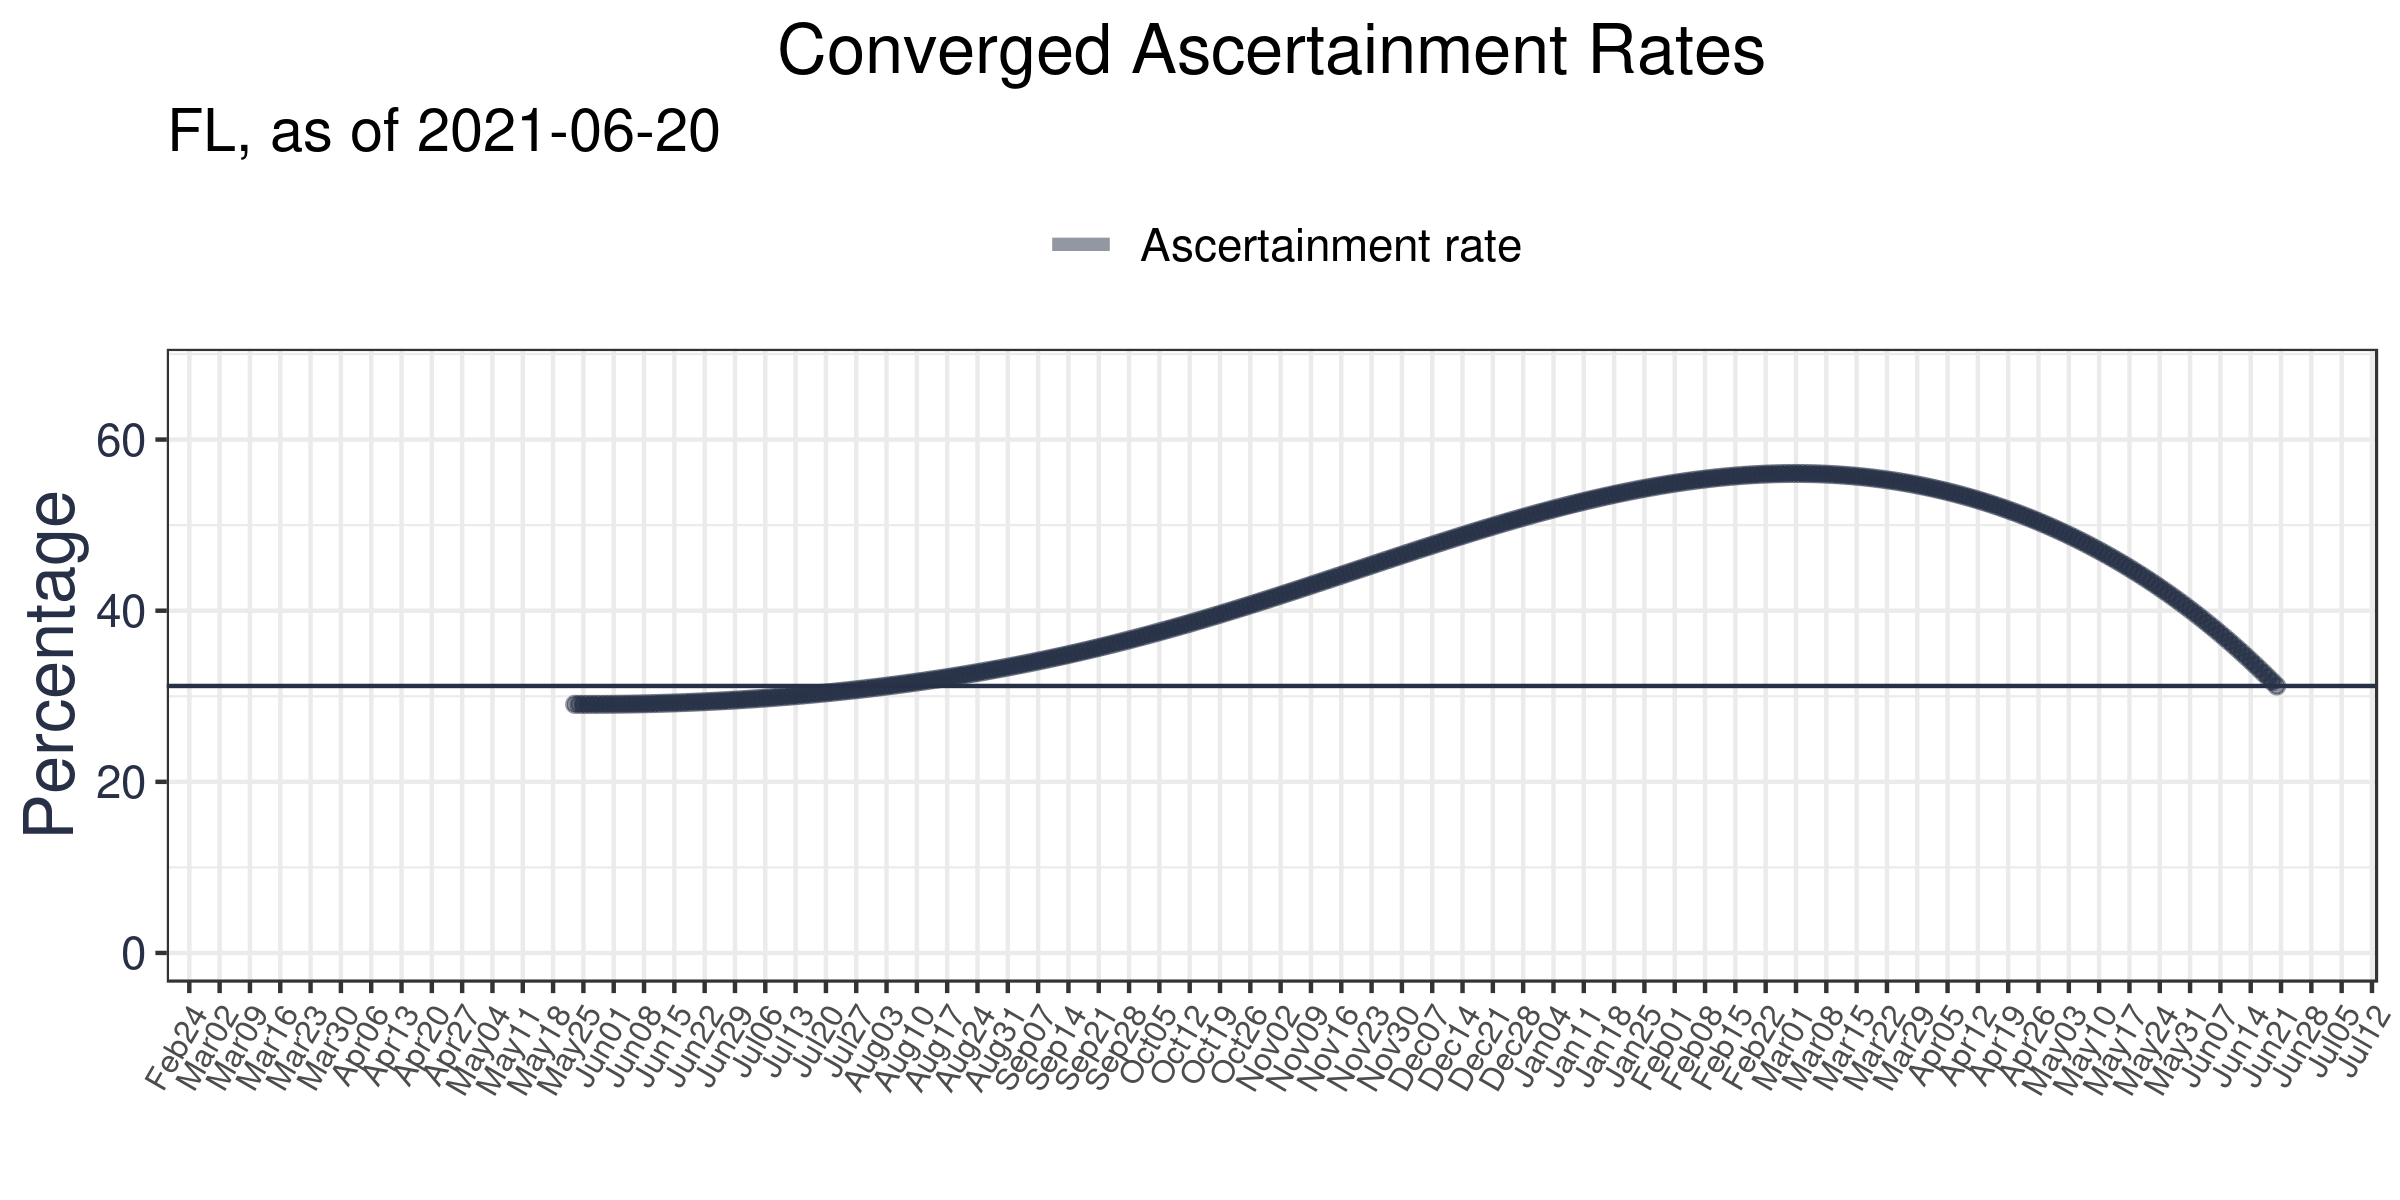 Converged Ascertainment Rates
FL, as of 2021-06-20
Ascertainment rate
Percentage
60
40
20
0
Feb24 Mar02 Mar09 Mar16 Mar23 Mar30 Apr06 Apr13 Apr20 Apr27 May04 May11 May18 May25 Jun01 Jun08 Jun15 Jun22 Jun29 Jul06 Jul13 Jul20 Jul27 Aug03 Aug10 Aug17 Aug24 Aug31 Sep07 Sep14 Sep21 Sep28 Oct05 Oct12 Oct19 Oct26 Nov02 Nov09 Nov16 Nov23 Nov30 Dec07 Dec14 Dec21 Dec28 Jan04 Jan11 Jan18 Jan25 Feb01 Feb08 Feb15 Feb22 Mar01 Mar08 Mar15 Mar22 Mar29 Apr05 Apr12 Apr19 Apr26 May03 May10 May17 May24 May31 Jun07 Jun14 Jun21 Jun28 Jul05 Jul12